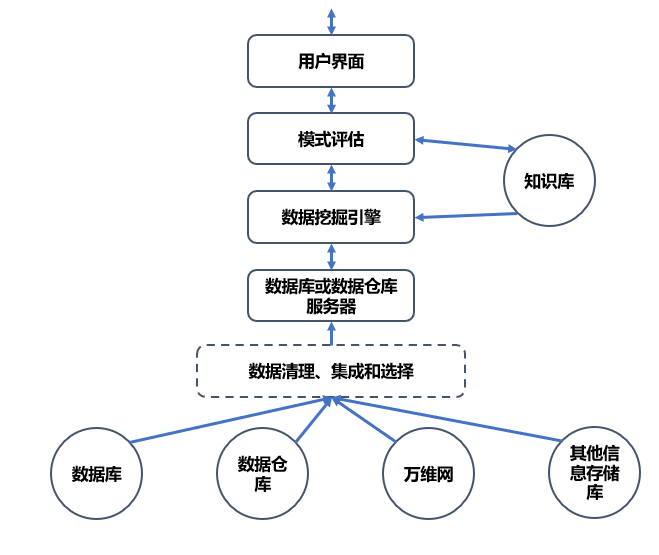 用户界面
模式评估
知识库
数据挖掘引擎
数据库或数据仓库
服务器
数据清理、集成和选择
数据库
数据仓
库
万维网
其他信
息存储
库